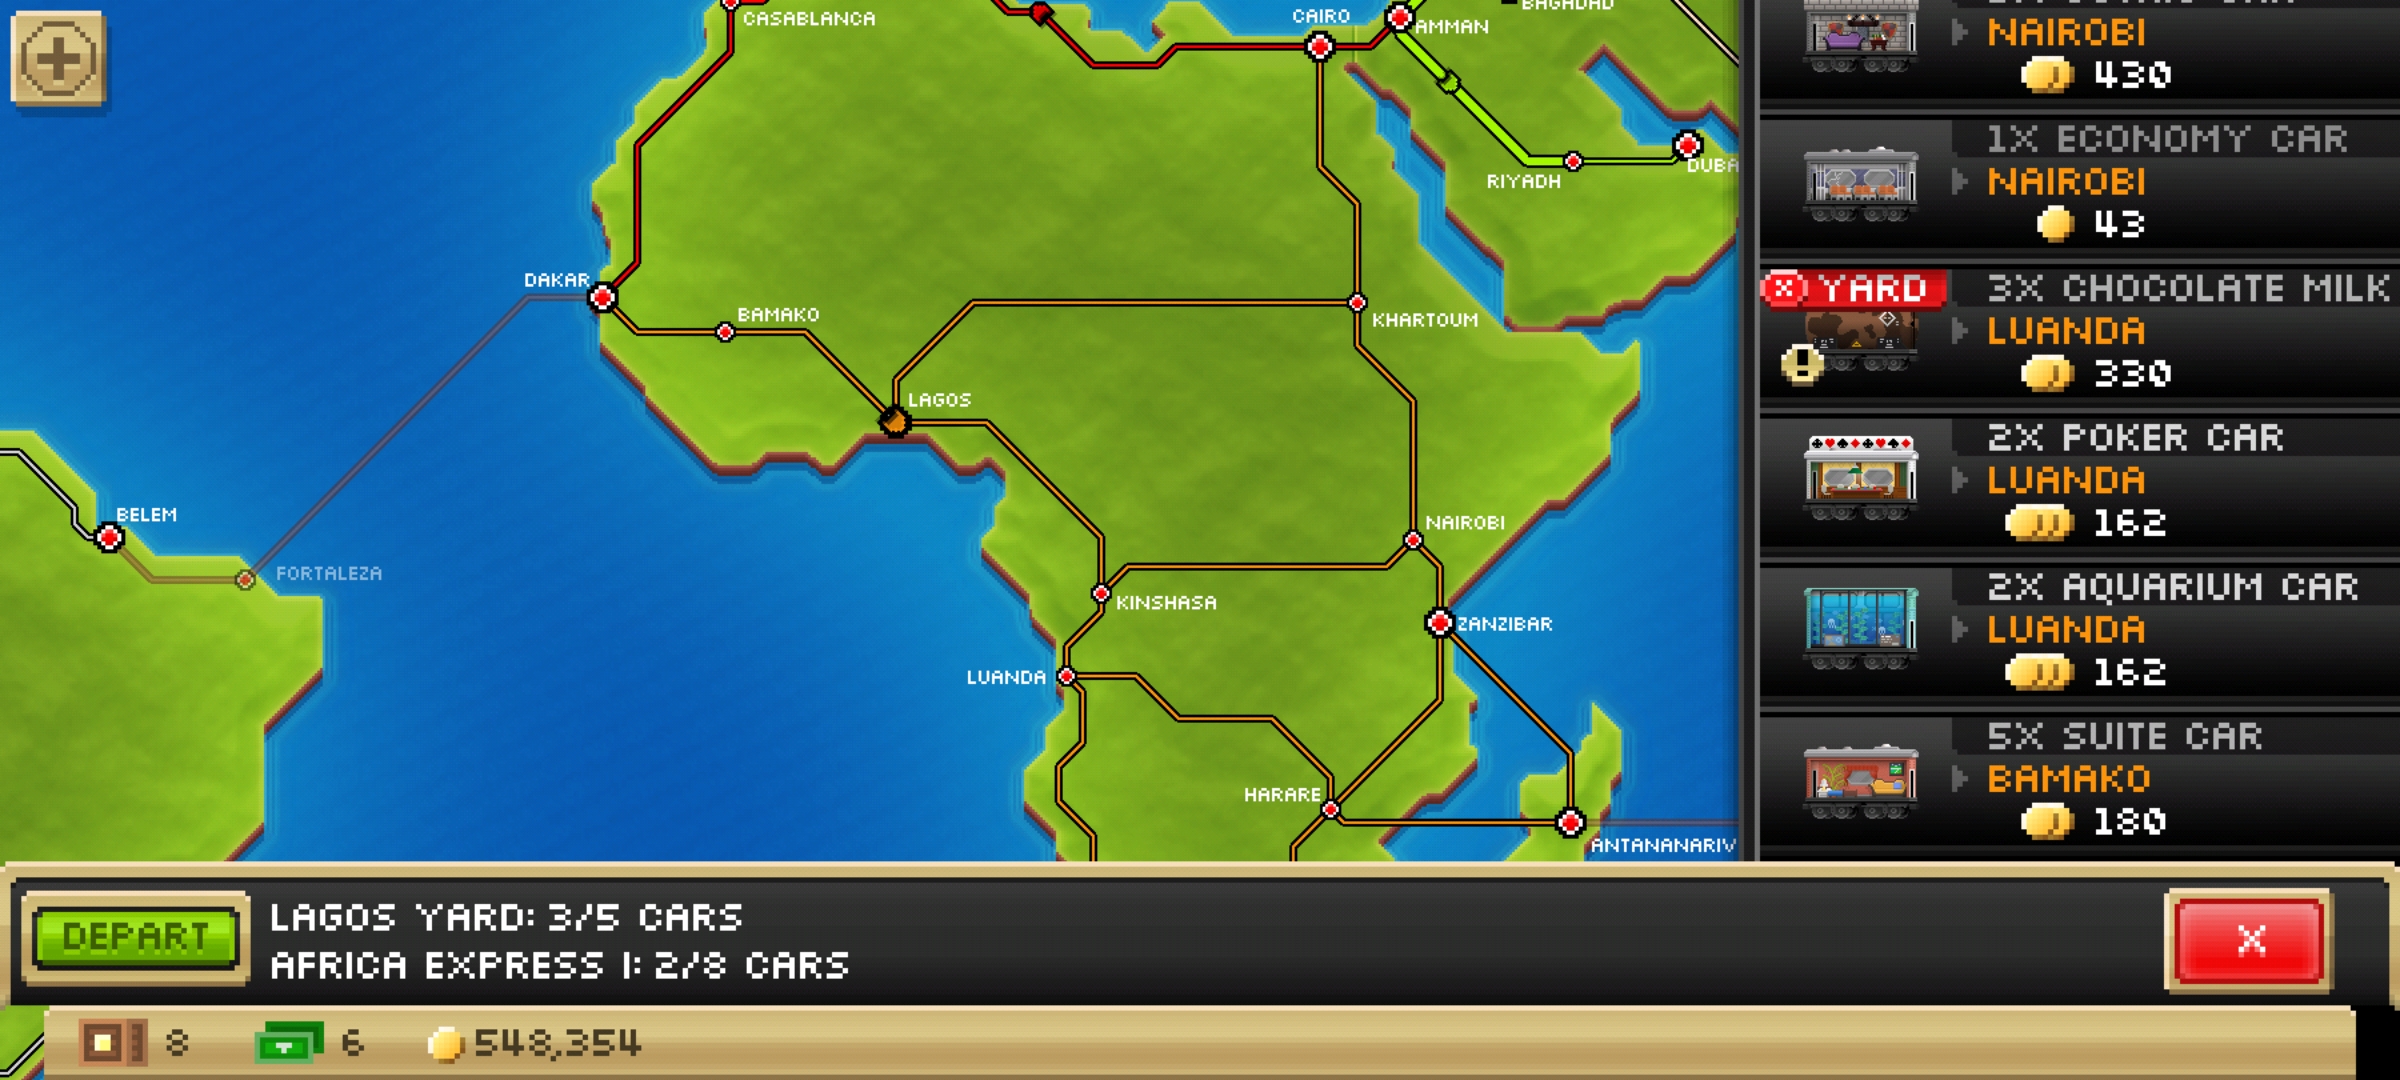 CASABLANCA
CAIRO
AMMAN
BAGHDAD
RIYADH
DUBA
DAKAR
BAMAKO
KHARTOUM
LAGOS
BELEM
FORTALEZA
NAIROBI
KINSHASA
ZANZIBAR
LUANDA
HARARE
ANTANANARIV
NAIROBI
430
1X ECONOMY CAR
NAIROBI
43
YARD
3X CHOCOLATE MILK
LUANDA
330
2X POKER CAR
LUANDA
162
2X AQUARIUM CAR
LUANDA
162
5X SUITE CAR
BAMAKO
180
DEPART
LAGOS YARD: 3/5 CARS
AFRICA EXPRESS I: 2/8 CARS
X
8
6
548,354